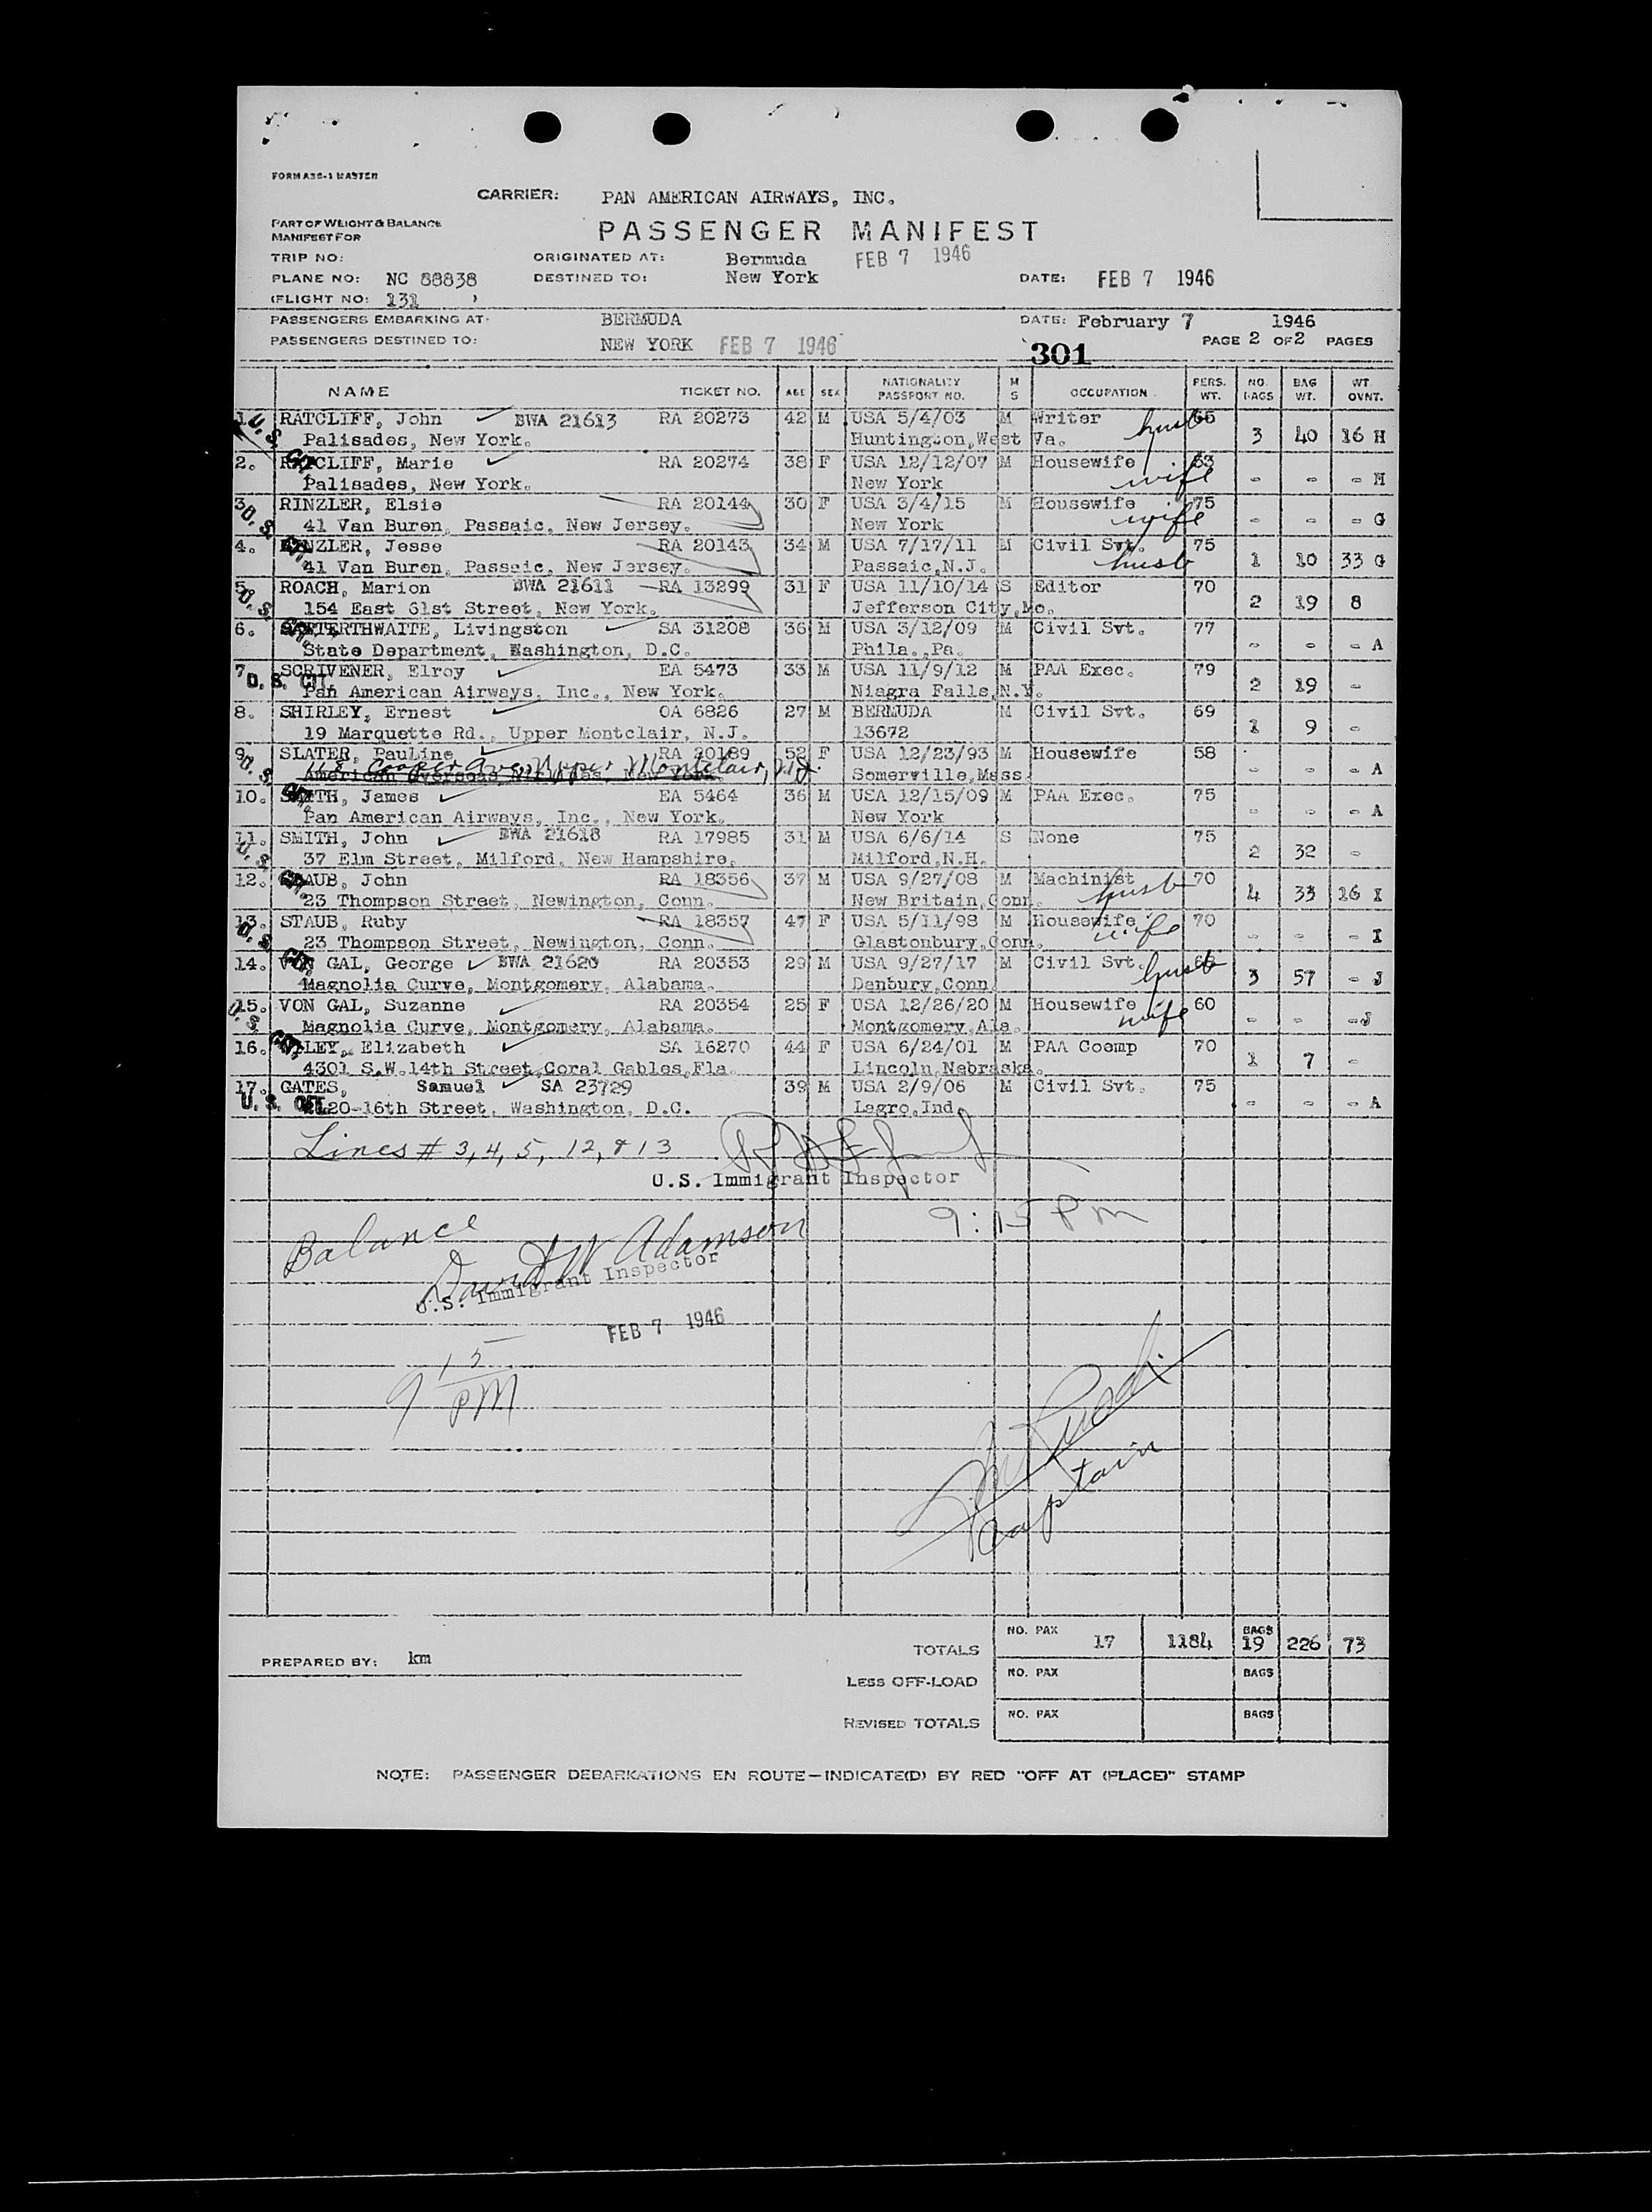 FORM ASS-1 MASTER
CARRIER: PAN AMERICAN AIRWAYS, INC.
PART OF WEIGHT & BALANCE
MANIFEST FOR
PASSENGER MANIFEST
TRIP NO: ORIGINATED AT: Bermuda FEB 7 1946
PLANE NO: NC 88838 DESTINED TO: New York DATE: FEB 7 1946
(FLIGHT NO: 131 )
PASSENGERS EMBARKING AT: BERMUDA DATE: February 7 1946
PASSENGERS DESTINED TO: NEW YORK FEB 7 1946 301 PAGE 2 OF 2 PAGES
NAME TICKET NO. AGE SEX NATIONALITY PASSPORT NO. M S OCCUPATION PERS. WT. NO. BAGS BAG WT. WT. OVNT.
1. RATCLIFF, John BWA 21613 RA 20273 42 M USA 5/4/03 M Writer husb
Palisades, New York. Huntington, West Va. 3 40 16 H
2. RATCLIFF, Marie RA 20274 38 F USA 12/12/07 M Housewife wife 53
Palisades, New York. New York - - - H
3. RINZLER, Elsie RA 20144 30 F USA 3/4/15 M Housewife wife 75
41 Van Buren, Passaic, New Jersey. New York - - - G
4. RINZLER, Jesse RA 20143 34 M USA 7/17/11 M Civil Svt. husb 75
41 Van Buren, Passaic, New Jersey. Passaic, N.J. 1 10 33 G
5. ROACH, Marion BWA 21611 RA 13299 31 F USA 11/10/14 S Editor 70
154 East 61st Street, New York. Jefferson City, Mo. 2 19 8
6. SATTERTHWAITE, Livingston SA 31208 36 M USA 3/12/09 M Civil Svt. 77
State Department, Washington, D.C. Phila., Pa. - - - A
7. SCRIVENER, Elroy EA 5473 33 M USA 11/9/12 M PAA Exec. 79
U. S. CIT. Pan American Airways, Inc., New York. Niagra Falls, N.Y. 2 19 -
8. SHIRLEY, Ernest OA 6826 27 M BERMUDA M Civil Svt. 69
19 Marquette Rd., Upper Montclair, N.J. 13672 1 9 -
9. SLATER, Pauline RA 20189 52 F USA 12/23/93 M Housewife 58
118 Cooper Ave, Upper Montclair, N.J.
American Overseas Airlines, New York Somerville, Mass. - - - A
10. SMITH, James EA 5464 36 M USA 12/15/09 M PAA Exec. 75
Pan American Airways, Inc., New York. New York - - - A
11. SMITH, John BWA 21618 RA 17985 31 M USA 6/6/14 S None 75
37 Elm Street, Milford, New Hampshire. Milford, N.H. 2 32 -
12. STAUB, John RA 18356 37 M USA 9/27/08 M Machinist husb 70
23 Thompson Street, Newington, Conn. New Britain, Conn. 4 33 16 I
13. STAUB, Ruby RA 18357 47 F USA 5/11/98 M Housewife wife 70
23 Thompson Street, Newington, Conn. Glastonbury, Conn. - - - I
14. VON GAL, George BWA 21620 RA 20353 29 M USA 9/27/17 M Civil Svt. husb
Magnolia Curve, Montgomery, Alabama. Danbury, Conn. 3 57 - J
15. VON GAL, Suzanne RA 20354 25 F USA 12/26/20 M Housewife wife 60
Magnolia Curve, Montgomery, Alabama. Montgomery, Ala. - - - J
16. Elizabeth SA 16270 44 F USA 6/24/01 M PAA Coemp 70
4301 S.W. 14th Street, Coral Gables, Fla. Lincoln, Nebraska. 1 7 -
17. GATES, Samuel SA 23729 39 M USA 2/9/06 M Civil Svt. 75
U. S. CIT. 2120-16th Street, Washington, D.C. Lagro, Ind. - - - A
Lines # 3, 4, 5, 12, & 13
U.S. Immigrant Inspector
9:15 PM
Balance
David W Adamson
U.S. Immigrant Inspector
FEB 7 1946
9 15 PM
Captain
TOTALS NO. PAX 17 1184 BAGS 19 226 73
PREPARED BY: km
LESS OFF-LOAD NO. PAX BAGS
REVISED TOTALS NO. PAX BAGS
NOTE: PASSENGER DEBARKATIONS EN ROUTE—INDICATE(D) BY RED "OFF AT (PLACE)" STAMP